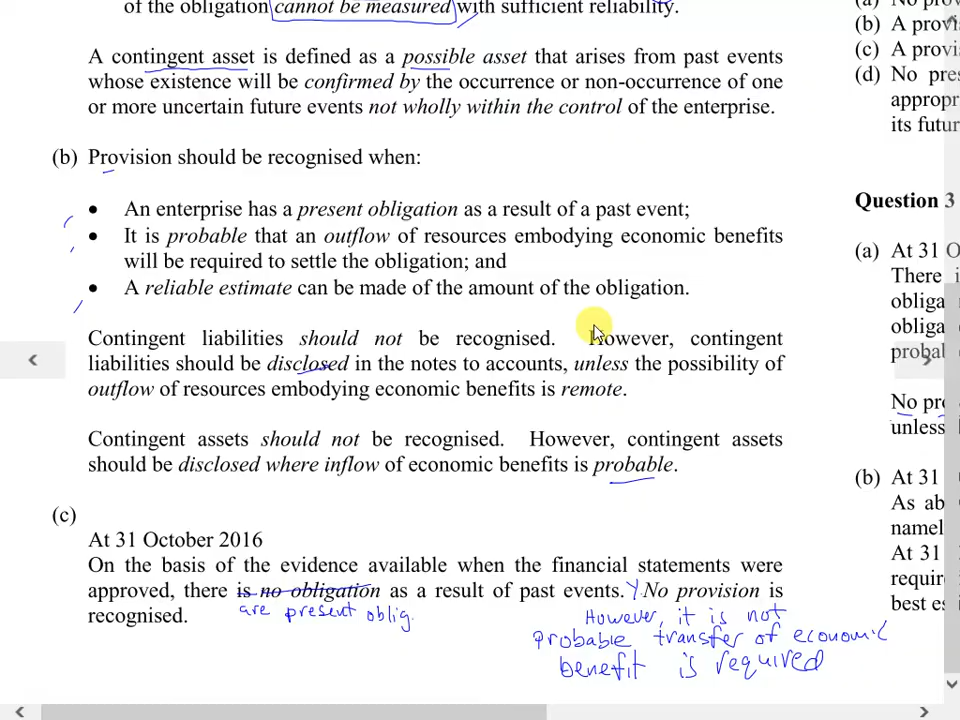 of the obligation cannot be measured with sufficient reliability.
A contingent asset is defined as a possible asset that arises from past events
whose existence will be confirmed by the occurrence or non-occurrence of one
or more uncertain future events not wholly within the control of the enterprise.
(b) Provision should be recognised when:
• An enterprise has a present obligation as a result of a past event;
• It is probable that an outflow of resources embodying economic benefits
will be required to settle the obligation; and
• A reliable estimate can be made of the amount of the obligation.
Contingent liabilities should not be recognised. However, contingent
liabilities should be disclosed in the notes to accounts, unless the possibility of
outflow of resources embodying economic benefits is remote.
Contingent assets should not be recognised. However, contingent assets
should be disclosed where inflow of economic benefits is probable.
(c)
At 31 October 2016
On the basis of the evidence available when the financial statements were
approved, there is no obligation as a result of past events. No provision is
recognised.
are present oblig.
However, it is not
probable transfer of economic
benefit is required
(a) No pro
(b) A provi
(c) A provi
(d) No pres
appropr
its futur
Question 3
(a) At 31 O
There i
obliga
obliga
probab
No pr
unless
(b) At 31
As ab
namel
At 31
requir
best es